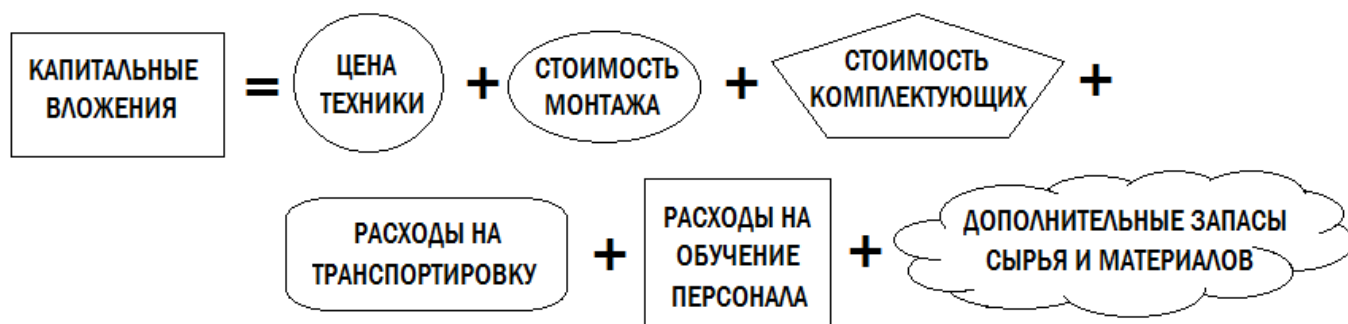 КАПИТАЛЬНЫЕ
ВЛОЖЕНИЯ
=
ЦЕНА
ТЕХНИКИ
+
СТОИМОСТЬ
МОНТАЖА
+
СТОИМОСТЬ
КОМПЛЕКТУЮЩИХ
+
РАСХОДЫ НА
ТРАНСПОРТИРОВКУ
+
РАСХОДЫ НА
ОБУЧЕНИЕ
ПЕРСОНАЛА
+
ДОПОЛНИТЕЛЬНЫЕ ЗАПАСЫ
СЫРЬЯ И МАТЕРИАЛОВ